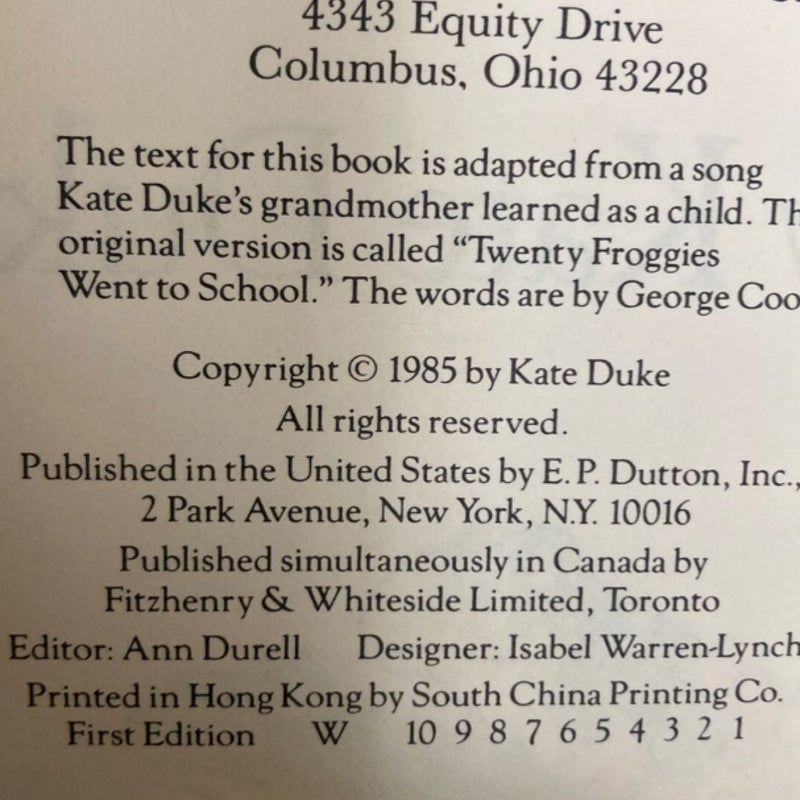 4343 Equity Drive
Columbus, Ohio 43228
The text for this book is adapted from a song
Kate Duke's grandmother learned as a child.
original version is called “Twenty Froggies
Went to School.” The words are by George
Copyright © 1985 by Kate Duke
All rights reserved.
Published in the United States by E.P. Dutton, Inc.,
2 Park Avenue, New York, N.Y. 10016
Published simultaneously in Canada by
Fitzhenry & Whiteside Limited, Toronto
Editor: Ann Durell Designer: Isabel Warren-Lynch
Printed in Hong Kong by South China Printing Co.
First Edition W 10 9 8 7 6 5 4 3 2 1